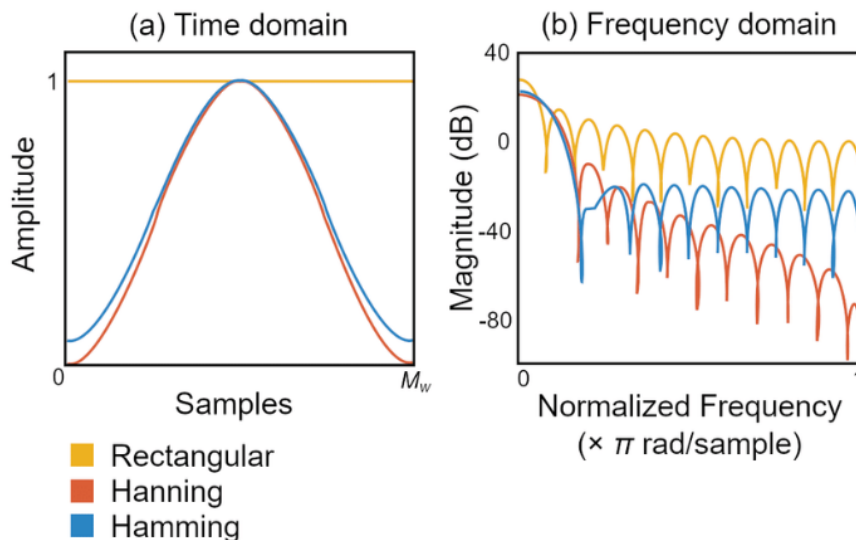 (a) Time domain
1
Amplitude
0
M_w
Samples
(b) Frequency domain
40
0
-40
-80
Magnitude (dB)
0
1
Normalized Frequency
(× π rad/sample)
Rectangular
Hanning
Hamming